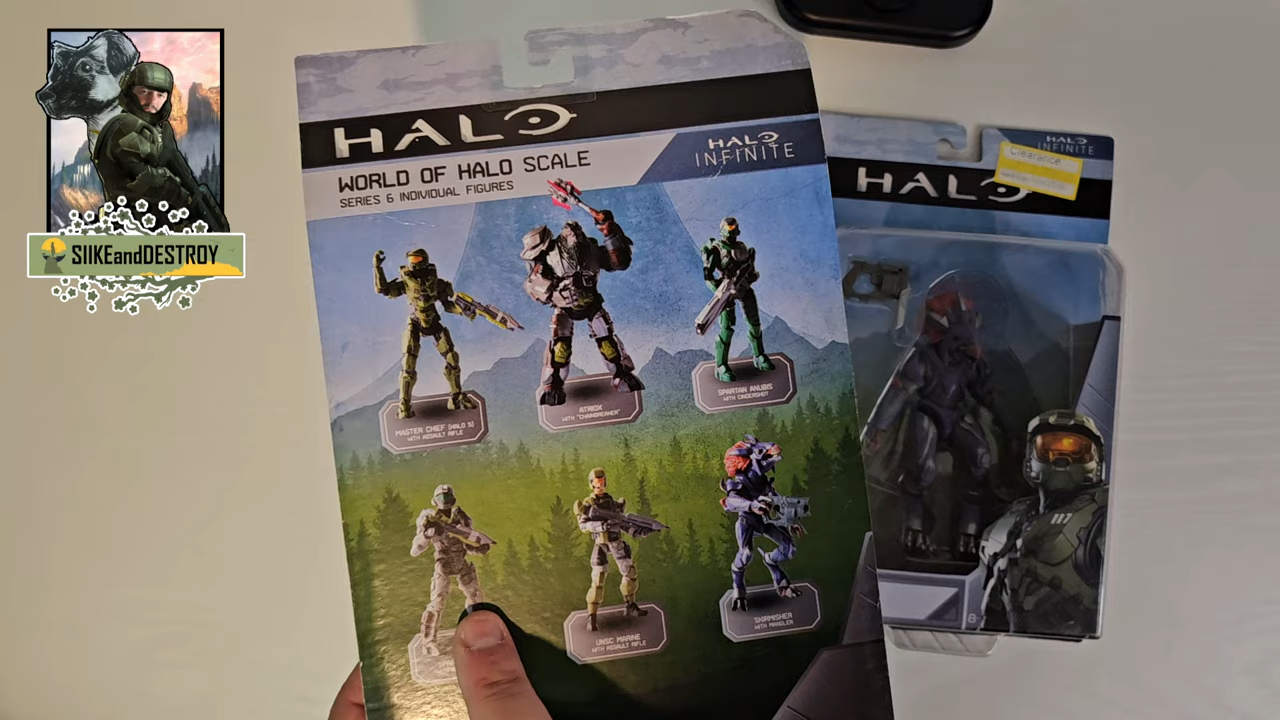 SIIKEandDESTROY
HALO
WORLD OF HALO SCALE
SERIES 6 INDIVIDUAL FIGURES
HALO
INFINITE
MASTER CHIEF (HALO 5)
WITH ASSAULT RIFLE
ATRIOX
WITH "CHAINBREAKER"
SPARTAN ANUBIS
WITH CINDERSHOT
UNSC MARINE
WITH ASSAULT RIFLE
SKIRMISHER
WITH MANGLER
HALO
INFINITE
Clearance
HALO
117
8